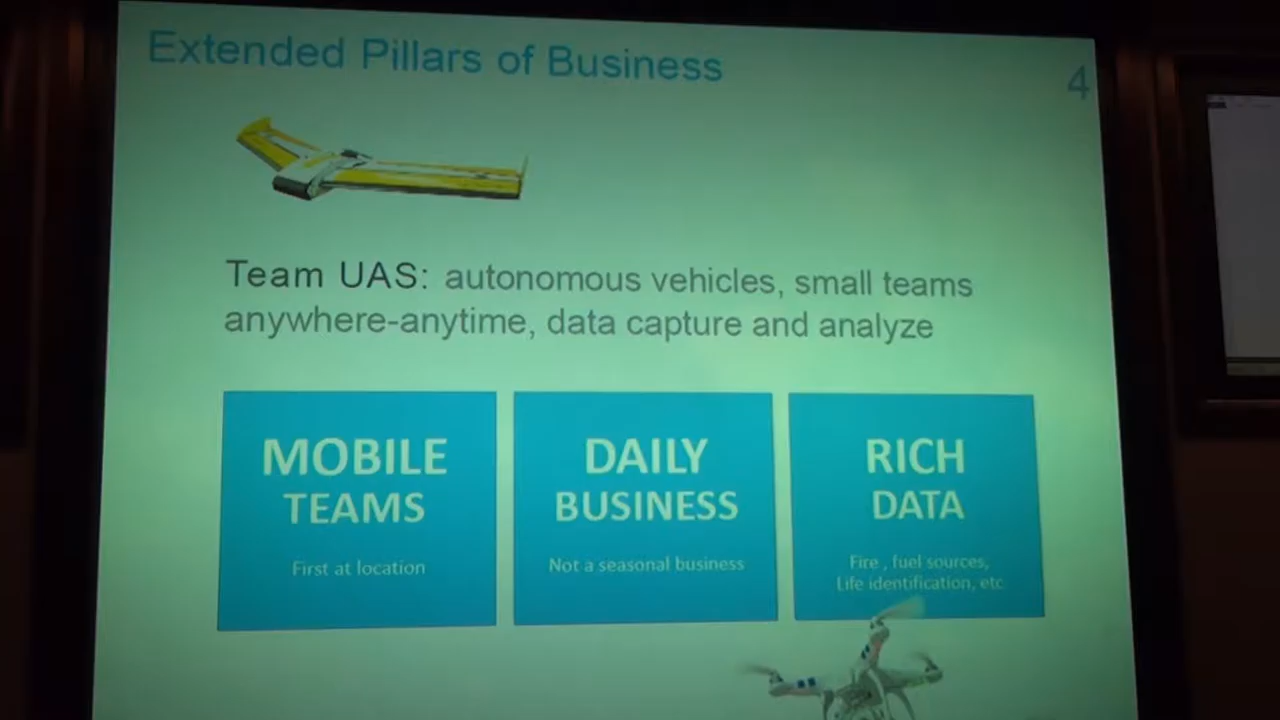 Extended Pillars of Business
4
Team UAS: autonomous vehicles, small teams
anywhere-anytime, data capture and analyze
MOBILE
TEAMS
First at location
DAILY
BUSINESS
Not a seasonal business
RICH
DATA
Fire , fuel sources,
Life identification, etc